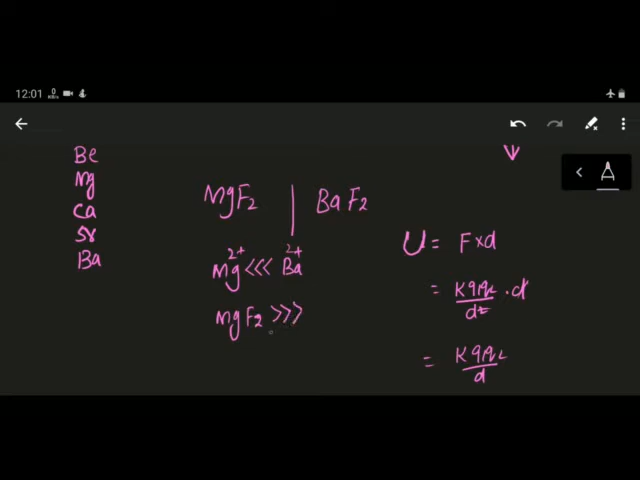 12:01
Be
Mg
Ca
Sr
Ba
MgF2 | BaF2
Mg2+ <<< Ba2+
MgF2 >>>
U = F×d
= Kq1q2/d2 · d
= Kq1q2/d